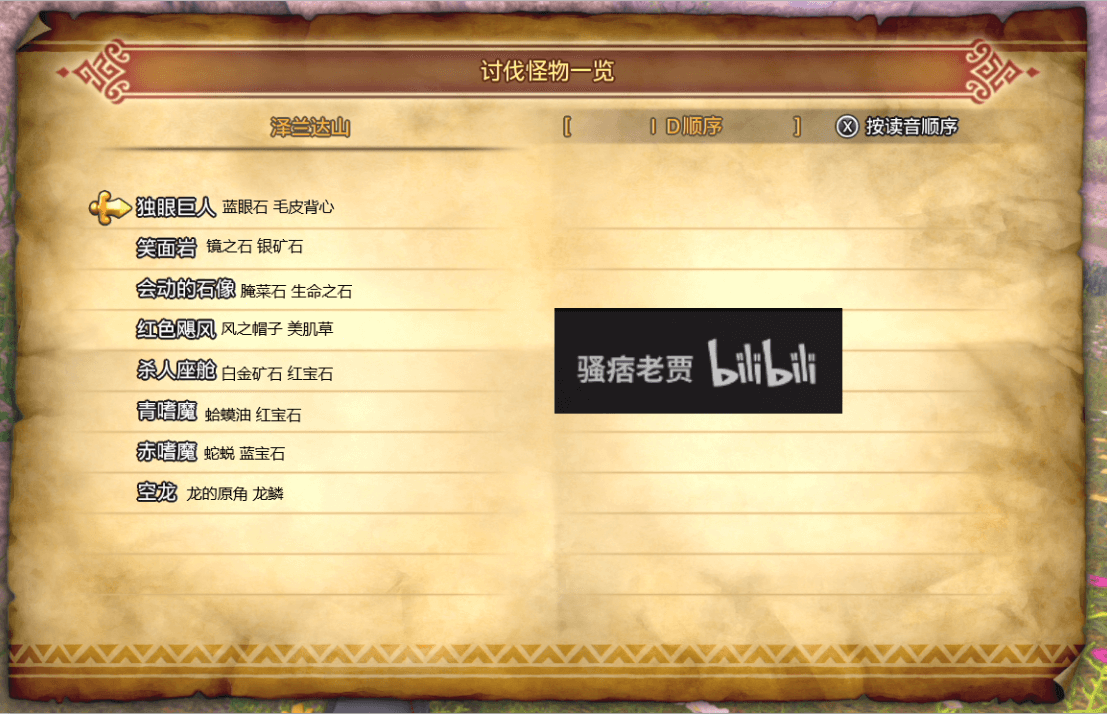 讨伐怪物一览
泽兰达山 [ ID顺序 ] X 按读音顺序
独眼巨人 蓝眼石 毛皮背心
笑面岩 镜之石 银矿石
会动的石像 腌菜石 生命之石
红色飓风 风之帽子 美肌草
杀人座舱 白金矿石 红宝石
青嗜魔 蛤蟆油 红宝石
赤嗜魔 蛇蜕 蓝宝石
空龙 龙的原角 龙鳞
骚痞老贾 bilibili